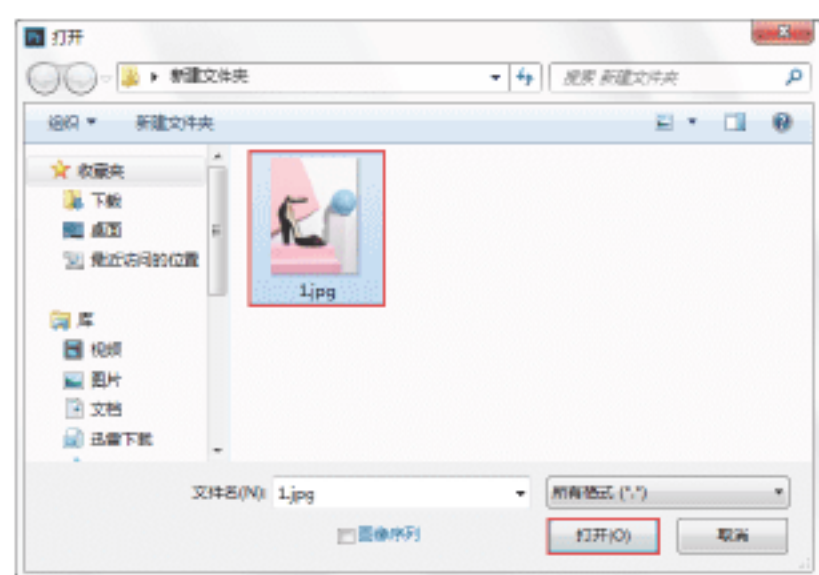 Ps 打开
新建文件夹
搜索 新建文件夹
组织 新建文件夹
收藏夹
下载
桌面
最近访问的位置
1.jpg
库
视频
图片
文档
迅雷下载
文件名(N): 1.jpg 所有格式 (*.*)
图像序列 打开(O) 取消